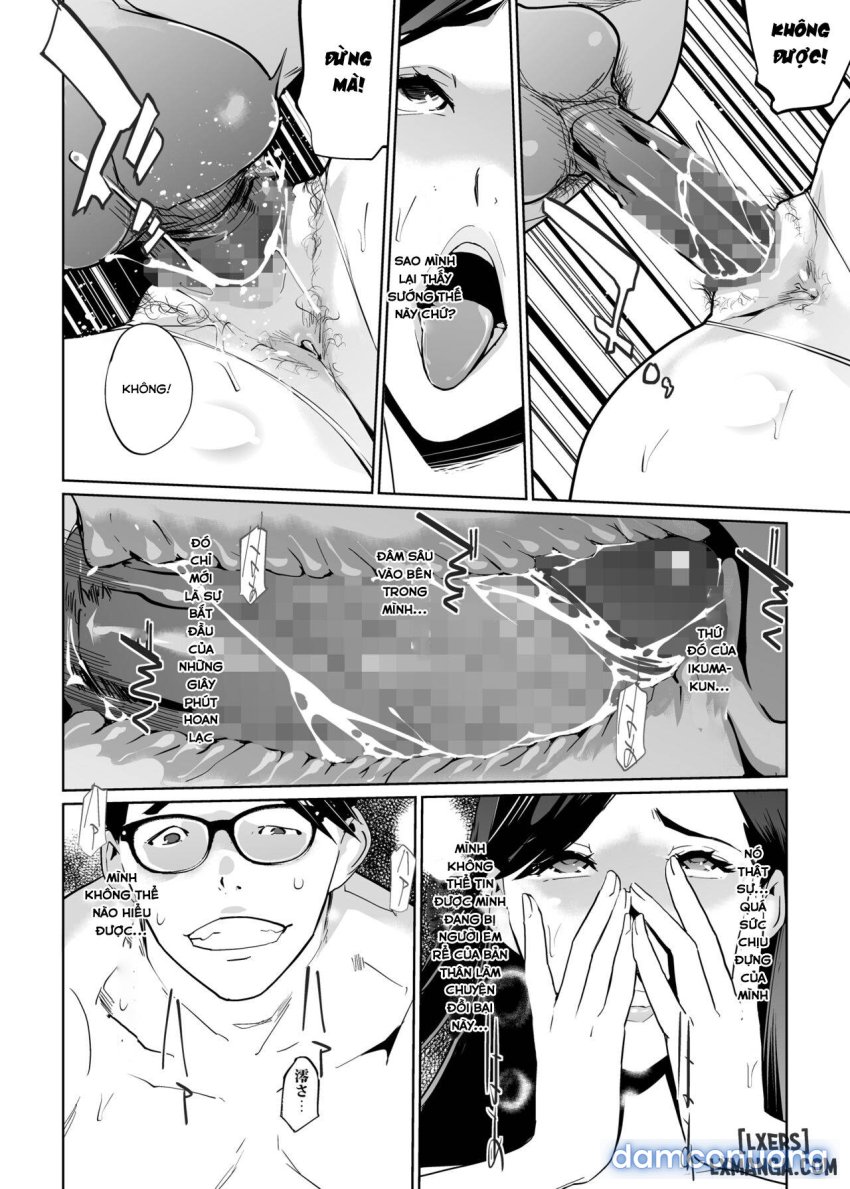 KHÔNG
ĐƯỢC!
SAO MÌNH
LẠI THẤY
SƯỚNG THẾ
NÀY CHỨ?
ĐỪNG
MÀ!
KHÔNG!
THỨ
ĐÓ CỦA
IKUMA-
KUN...
ĐÂM SÂU
VÀO BÊN
TRONG
MÌNH...
ĐÓ
CHỈ
MỚI
LÀ SỰ
BẮT
ĐẦU
CỦA
NHỮNG
GIÂY
PHÚT
HOAN
LẠC
NÓ
THẬT
SỰ...
QUÁ
SỨC
CHỊU
ĐỰNG
CỦA
MÌNH
MÌNH
KHÔNG
THỂ TIN
ĐƯỢC MÌNH
ĐANG BỊ
NGƯỜI EM
RỂ CỦA BẢN
THÂN LÀM
CHUYỆN
ĐỒI BẠI
NÀY...
MÌNH
KHÔNG THỂ
NÀO HIỂU
ĐƯỢC...
澪さ…
[LXERS]
damconuong
LXMANGA.COM